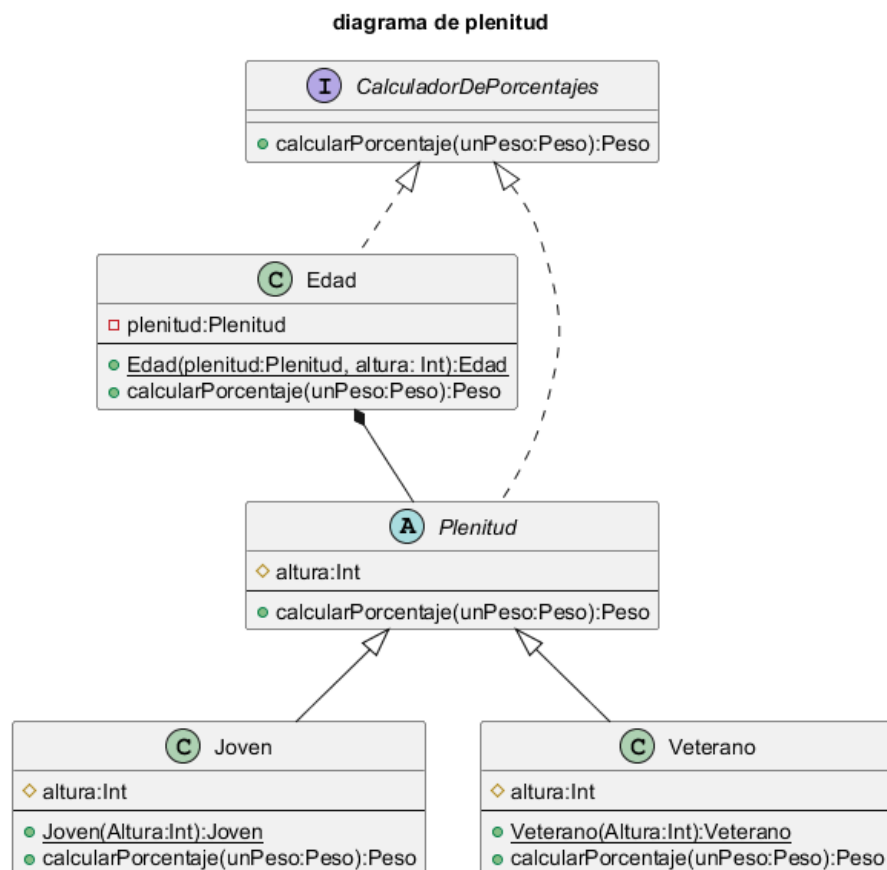 diagrama de plenitud
I CalculadorDePorcentajes
calcularPorcentaje(unPeso:Peso):Peso
C Edad
plenitud:Plenitud
Edad(plenitud:Plenitud, altura: Int):Edad
calcularPorcentaje(unPeso:Peso):Peso
A Plenitud
altura:Int
calcularPorcentaje(unPeso:Peso):Peso
C Joven
altura:Int
Joven(Altura:Int):Joven
calcularPorcentaje(unPeso:Peso):Peso
C Veterano
altura:Int
Veterano(Altura:Int):Veterano
calcularPorcentaje(unPeso:Peso):Peso